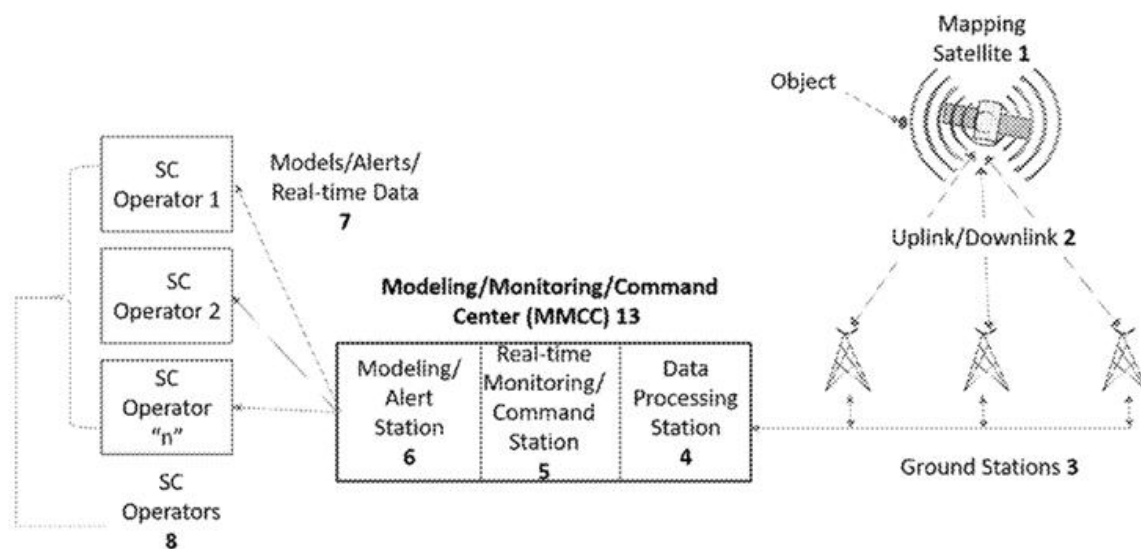 Mapping
Satellite 1
Object
SC
Operator 1
Models/Alerts/
Real-time Data
7
Uplink/Downlink 2
SC
Operator 2
Modeling/Monitoring/Command
Center (MMCC) 13
SC
Operator
“n”
Modeling/
Alert
Station
6
Real-time
Monitoring/
Command
Station
5
Data
Processing
Station
4
Ground Stations 3
SC
Operators
8